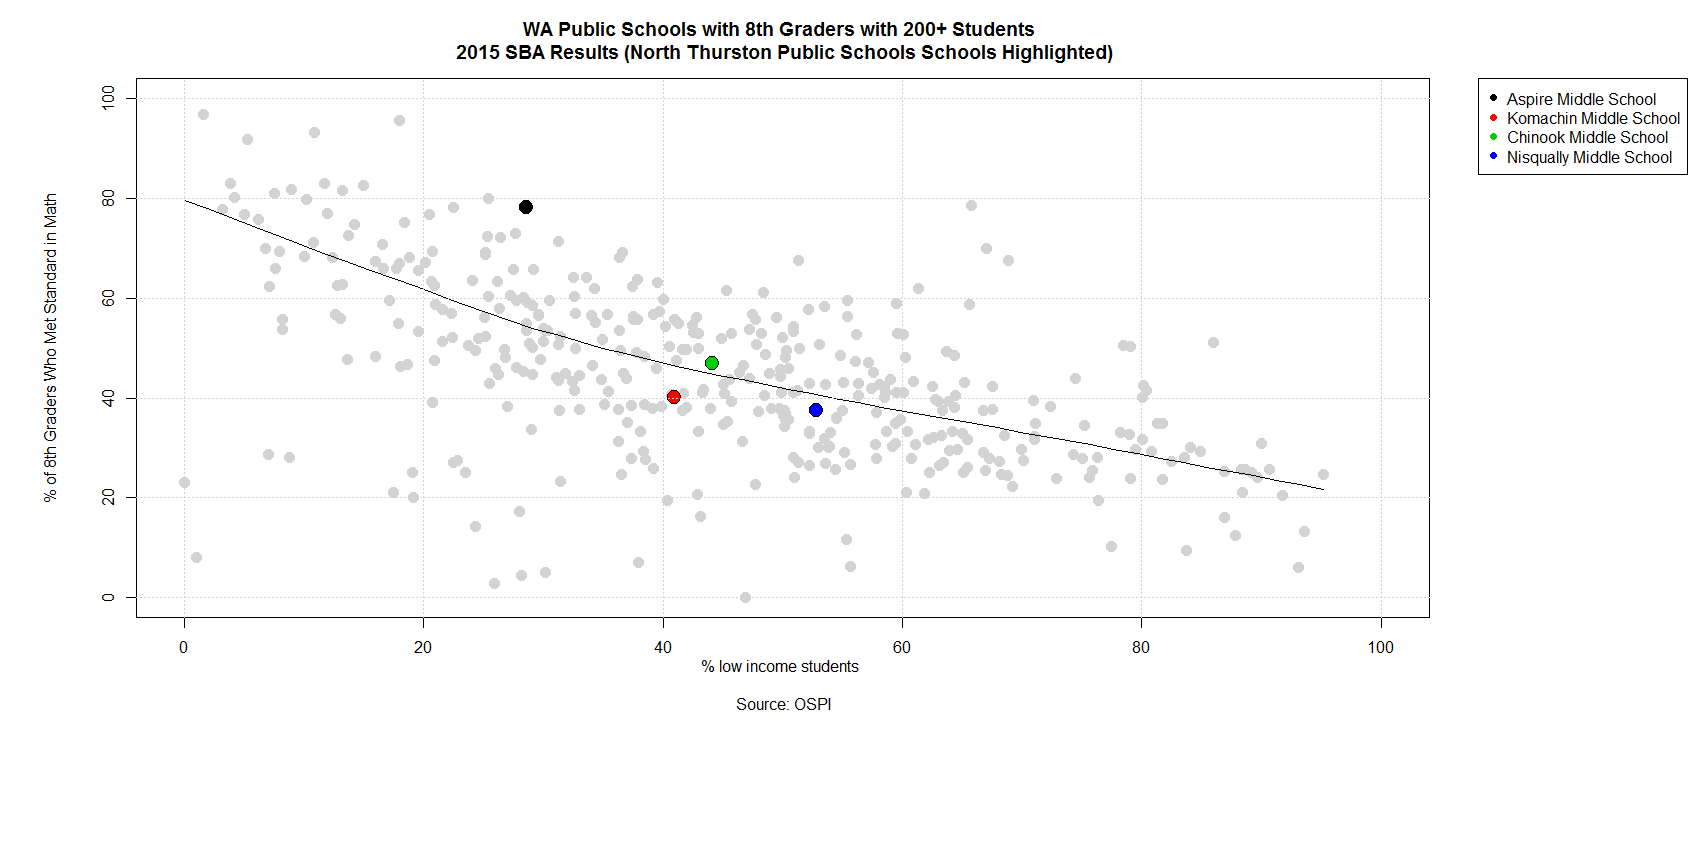 WA Public Schools with 8th Graders with 200+ Students
2015 SBA Results (North Thurston Public Schools Schools Highlighted)
Aspire Middle School
Komachin Middle School
Chinook Middle School
Nisqually Middle School
% of 8th Graders Who Met Standard in Math
100
80
60
40
20
0
0 20 40 60 80 100
% low income students
Source: OSPI